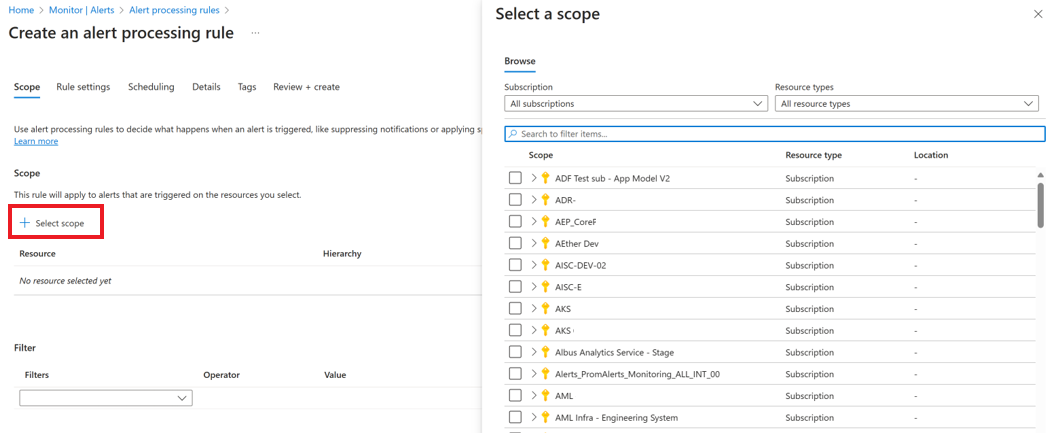 Home > Monitor | Alerts > Alert processing rules >
Create an alert processing rule ...
Scope Rule settings Scheduling Details Tags Review + create
Use alert processing rules to decide what happens when an alert is triggered, like suppressing notifications or applying
Learn more
Scope
This rule will apply to alerts that are triggered on the resources you select.
+ Select scope
Resource Hierarchy
No resource selected yet
Filter
Filters Operator Value
Select a scope
Browse
Subscription Resource types
All subscriptions All resource types
Search to filter items...
Scope Resource type Location
ADF Test sub - App Model V2 Subscription -
ADR- Subscription -
AEP_CoreF Subscription -
AEther Dev Subscription -
AISC-DEV-02 Subscription -
AISC-E Subscription -
AKS Subscription -
AKS Subscription -
Albus Analytics Service - Stage Subscription -
Alerts_PromAlerts_Monitoring_ALL_INT_00 Subscription -
AML Subscription -
AML Infra - Engineering System Subscription -